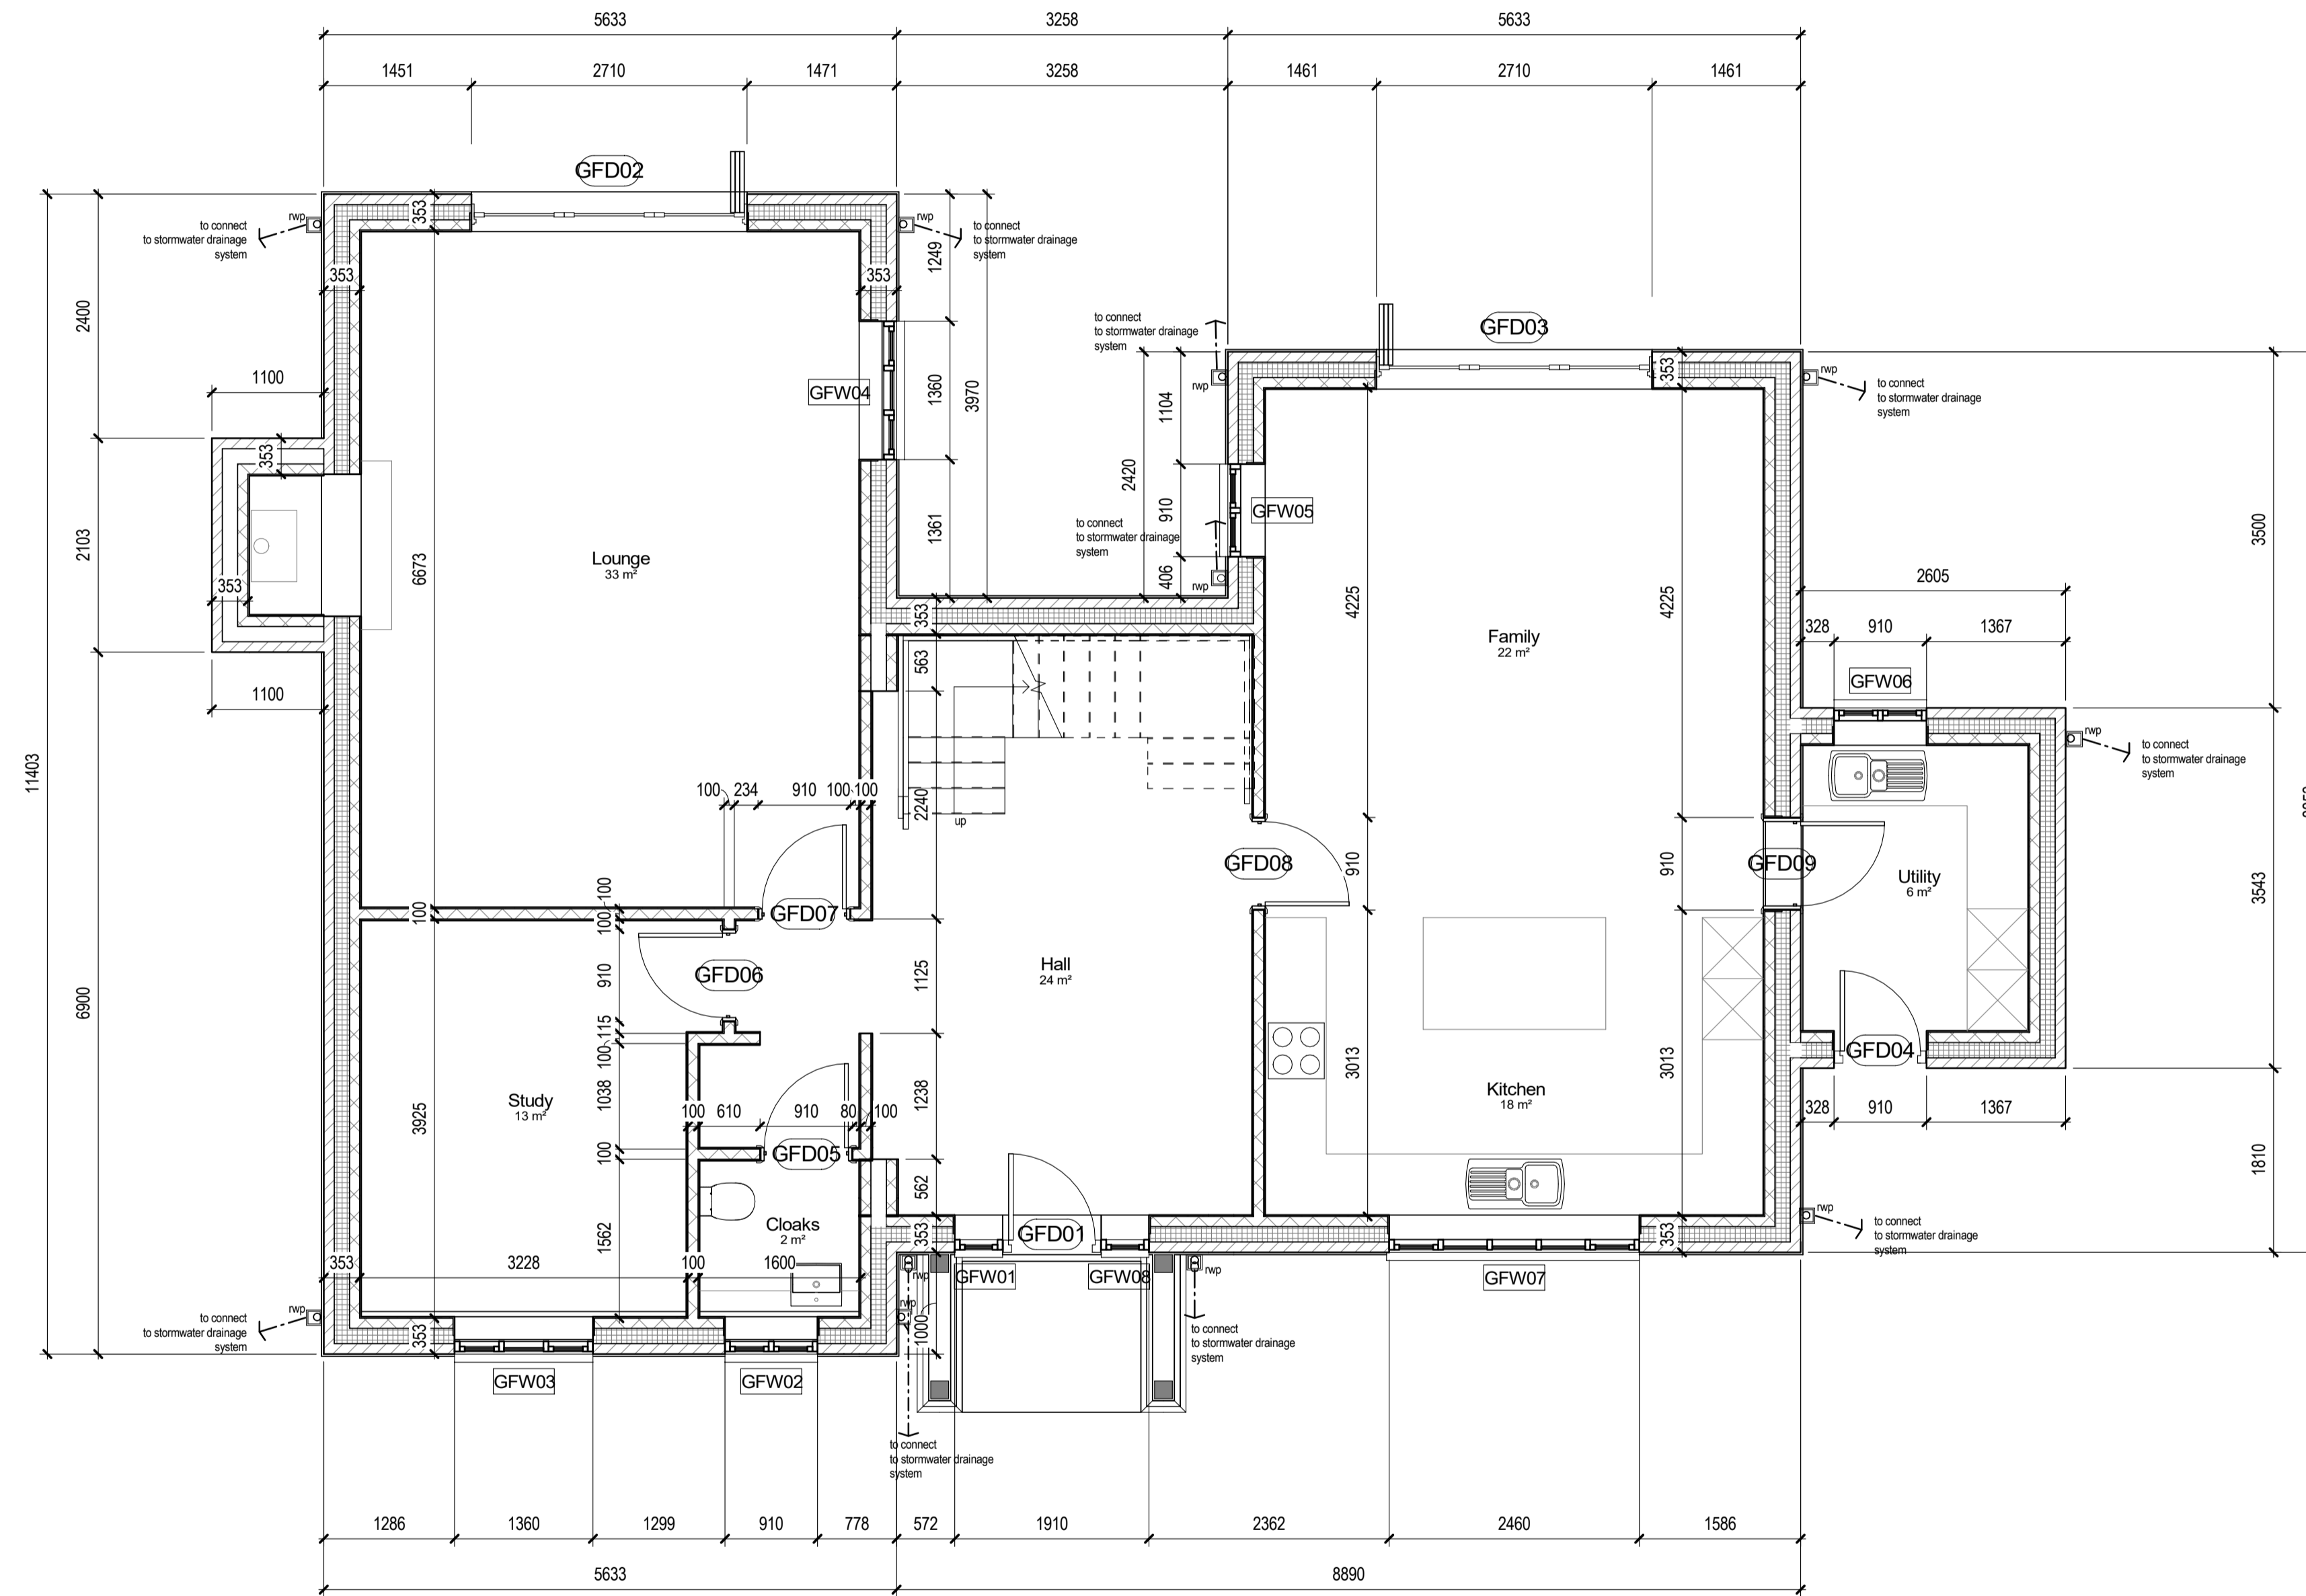 5633 3258 5633
1451 2710 1471 3258 1461 2710 1461
GFD02
rwp
to connect
to stormwater drainage
system
353
rwp
to connect
to stormwater drainage
system
353 353
1249
to connect
to stormwater drainage
system
GFD03
2400
1100
GFW04
1360
3970
rwp
353
rwp
to connect
to stormwater drainage
system
1104
2420
353
11403
2103
353
6673
Lounge
33 m²
1361
to connect
to stormwater drainage
system
910
GFW05
rwp
406
3500
2605
353
4225
4225
Family
22 m²
328 910 1367
1100
563
GFW06
rwp
to connect
to stormwater drainage
system
100 234 910 100 100
2240
up
GFD08
910
910
GFD09
Utility
6 m²
3543
100
100
100
GFD07
GFD06
910
1125
Hall
24 m²
6900
115
100
1038
GFD04
Study
13 m²
3925
100 610 910 80 100
1238
3013
3013
Kitchen
18 m²
328 910 1367
1810
100
GFD05
562
Cloaks
2 m²
1562
353
GFD01
353
rwp
to connect
to stormwater drainage
system
353 3228 100 1600
rwp
GFW01 GFW08
rwp
GFW07
rwp
to connect
to stormwater drainage
system
353
rwp
1000
to connect
to stormwater drainage
system
GFW03 GFW02
to connect
to stormwater drainage
system
1286 1360 1299 910 778 572 1910 2362 2460 1586
5633 8890